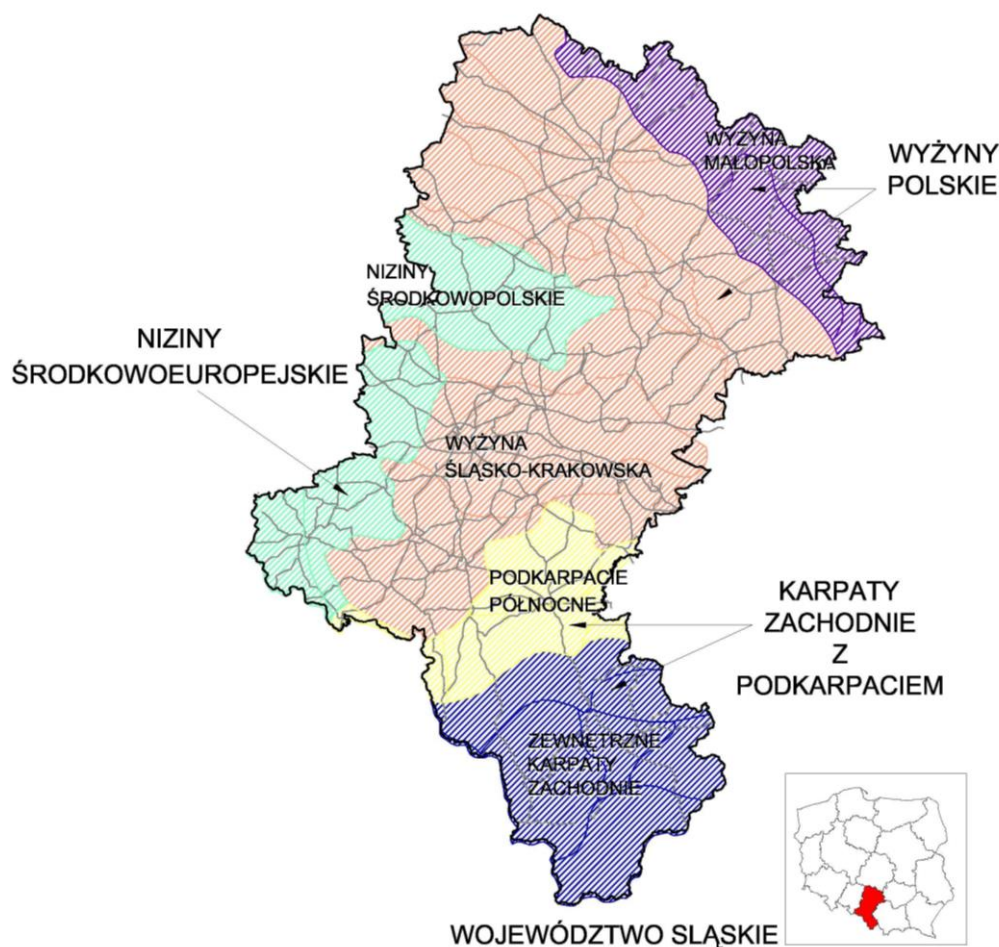 WYŻYNA
MAŁOPOLSKA
WYŻYNY
POLSKIE
NIZINY
ŚRODKOWOPOLSKIE
NIZINY
ŚRODKOWOEUROPEJSKIE
WYŻYNA
ŚLĄSKO-KRAKOWSKA
PODKARPACIE
PÓŁNOCNE
KARPATY
ZACHODNIE
Z
PODKARPACIEM
ZEWNĘTRZNE
KARPATY
ZACHODNIE
WOJEWÓDZTWO SLĄSKIE